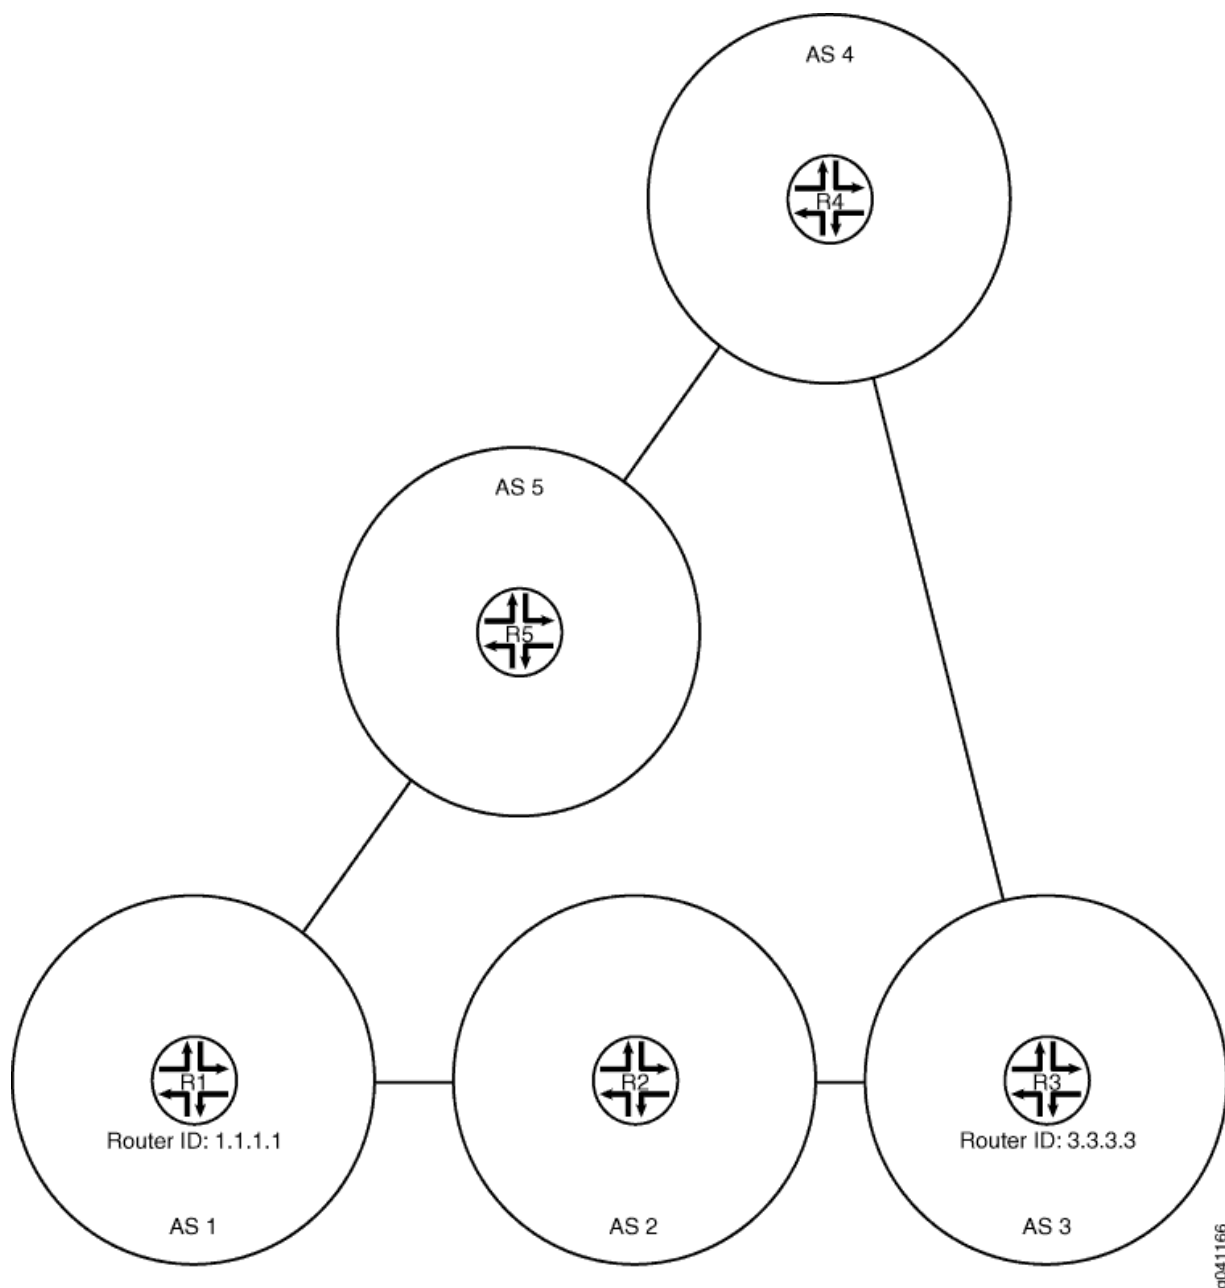 AS 4
R4
AS 5
R5
R1
R2
R3
Router ID: 1.1.1.1
Router ID: 3.3.3.3
AS 1
AS 2
AS 3
g041166